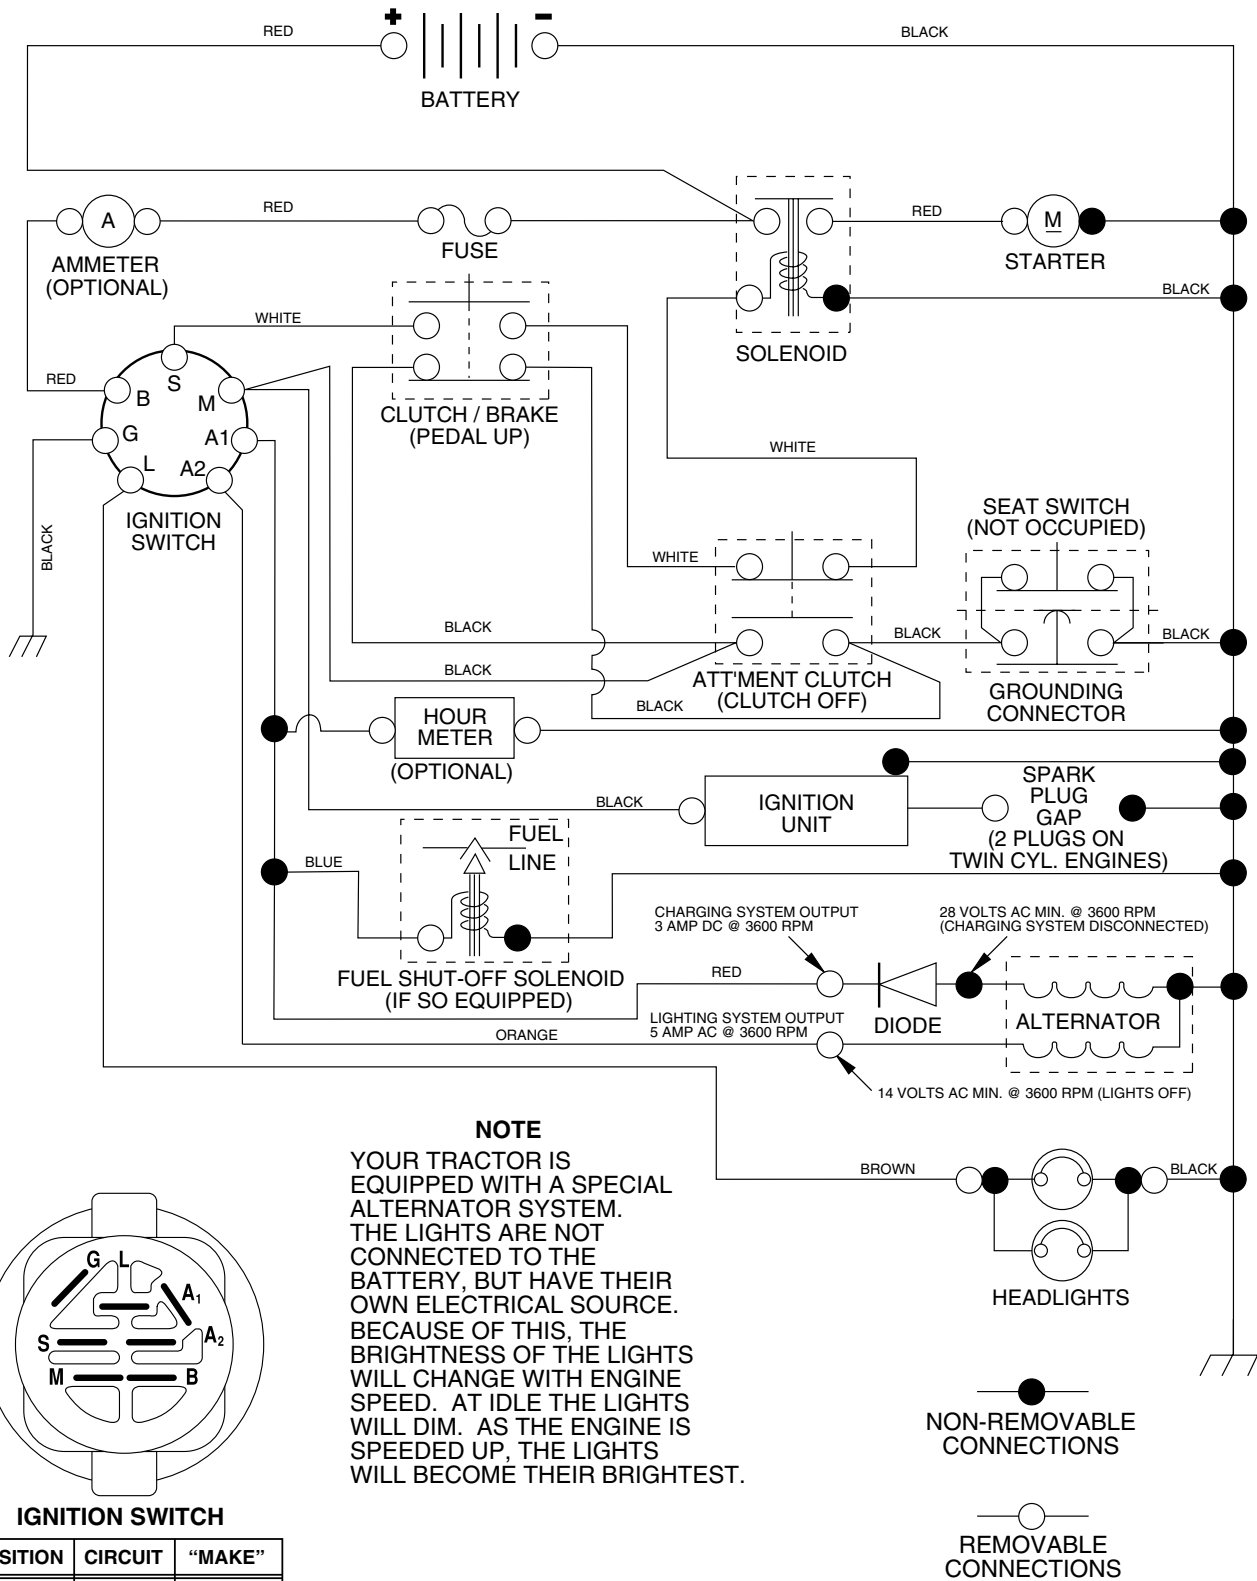 + −
RED
BLACK
BATTERY
A
RED
FUSE
AMMETER
(OPTIONAL)
RED
M
STARTER
BLACK
SOLENOID
WHITE
RED
S
B
M
G
A1
L
A2
IGNITION
SWITCH
BLACK
CLUTCH / BRAKE
(PEDAL UP)
WHITE
WHITE
SEAT SWITCH
(NOT OCCUPIED)
BLACK
BLACK
BLACK
BLACK
BLACK
ATT'MENT CLUTCH
(CLUTCH OFF)
GROUNDING
CONNECTOR
HOUR
METER
(OPTIONAL)
BLACK
IGNITION
UNIT
SPARK
PLUG
GAP
(2 PLUGS ON
TWIN CYL. ENGINES)
BLUE
FUEL
LINE
FUEL SHUT-OFF SOLENOID
(IF SO EQUIPPED)
CHARGING SYSTEM OUTPUT
3 AMP DC @ 3600 RPM
28 VOLTS AC MIN. @ 3600 RPM
(CHARGING SYSTEM DISCONNECTED)
RED
DIODE
ALTERNATOR
LIGHTING SYSTEM OUTPUT
5 AMP AC @ 3600 RPM
ORANGE
14 VOLTS AC MIN. @ 3600 RPM (LIGHTS OFF)
NOTE
YOUR TRACTOR IS
EQUIPPED WITH A SPECIAL
ALTERNATOR SYSTEM.
THE LIGHTS ARE NOT
CONNECTED TO THE
BATTERY, BUT HAVE THEIR
OWN ELECTRICAL SOURCE.
BECAUSE OF THIS, THE
BRIGHTNESS OF THE LIGHTS
WILL CHANGE WITH ENGINE
SPEED. AT IDLE THE LIGHTS
WILL DIM. AS THE ENGINE IS
SPEEDED UP, THE LIGHTS
WILL BECOME THEIR BRIGHTEST.
BROWN
BLACK
HEADLIGHTS
G L
A1
A2
S
M
B
IGNITION SWITCH
SITION CIRCUIT “MAKE”
NON-REMOVABLE
CONNECTIONS
REMOVABLE
CONNECTIONS